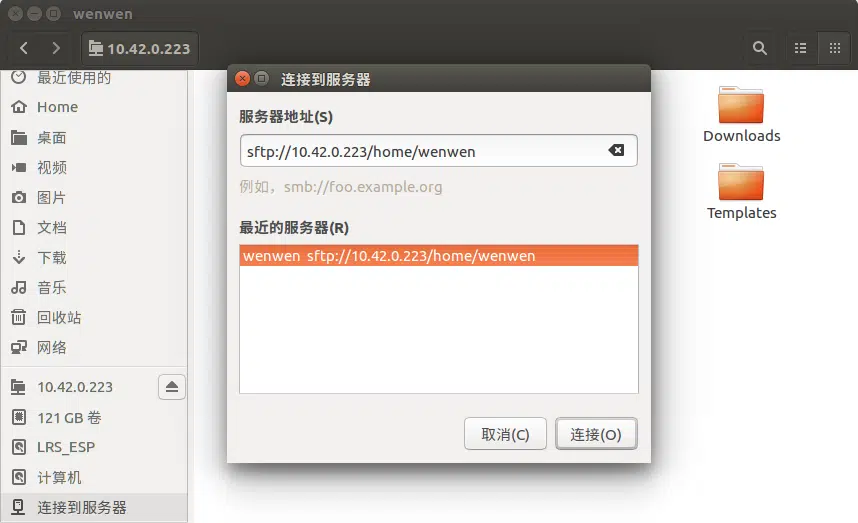 wenwen
10.42.0.223
最近使用的
Home
桌面
视频
图片
文档
下载
音乐
回收站
网络
10.42.0.223
121 GB 卷
LRS_ESP
计算机
连接到服务器
连接到服务器
服务器地址(S)
sftp://10.42.0.223/home/wenwen
例如，smb://foo.example.org
最近的服务器(R)
wenwen sftp://10.42.0.223/home/wenwen
取消(C)
连接(O)
Downloads
Templates